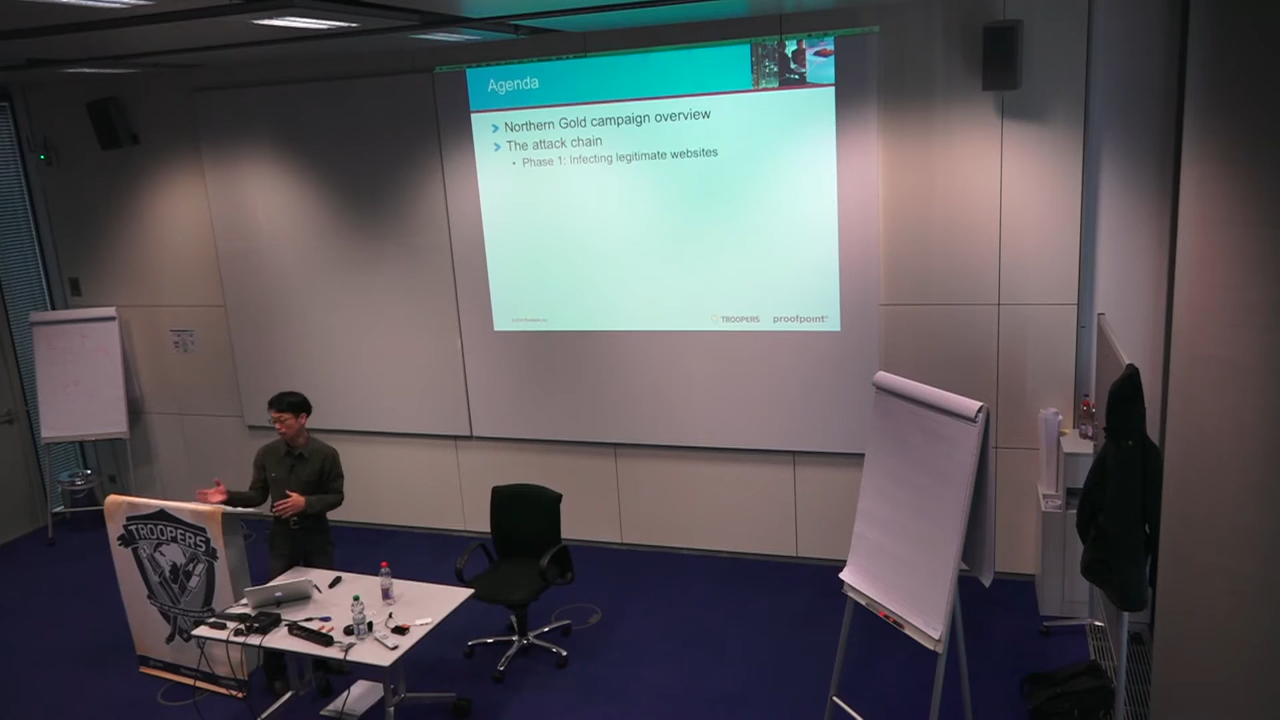 Agenda
Northern Gold campaign overview
The attack chain
• Phase 1: Infecting legitimate websites
TROOPERS
proofpoint
TROOPERS